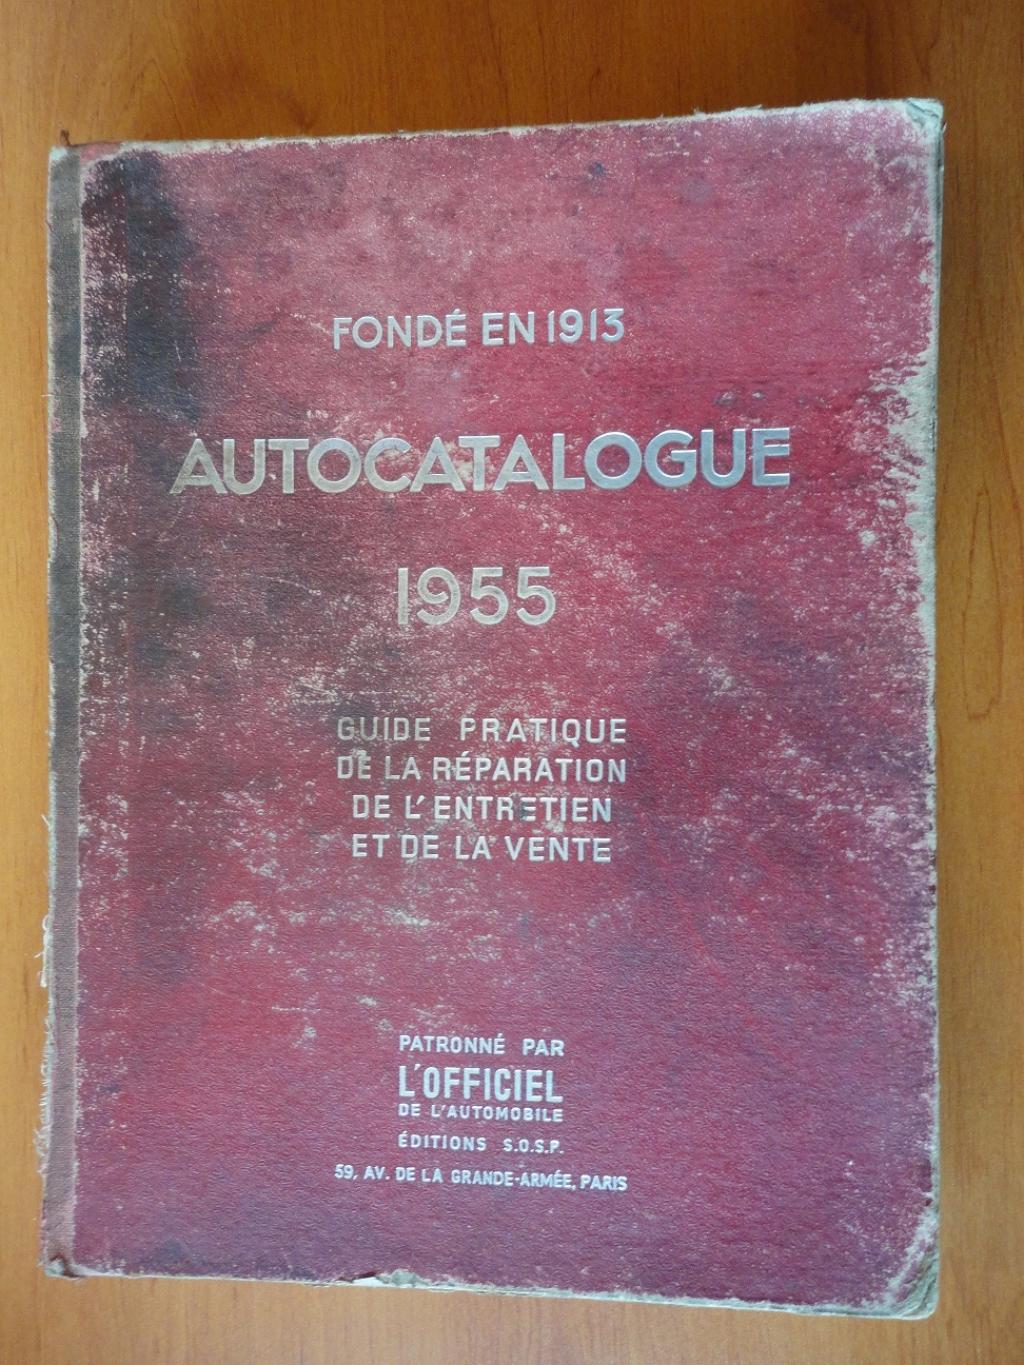 FONDÉ EN 1913
AUTOCATALOGUE
1955
GUIDE PRATIQUE
DE LA RÉPARATION
DE L'ENTRETIEN
ET DE LA VENTE
PATRONNÉ PAR
L'OFFICIEL
DE L'AUTOMOBILE
ÉDITIONS S.O.S.P.
59, AV. DE LA GRANDE-ARMÉE, PARIS